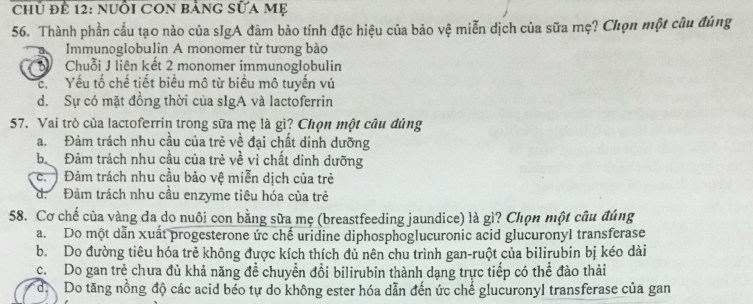 CHỦ ĐỀ 12: NUÔI CON BẰNG SỮA MẸ
56. Thành phần cấu tạo nào của sIgA đảm bảo tính đặc hiệu của bảo vệ miễn dịch của sữa mẹ? Chọn một câu đúng
a. Immunoglobulin A monomer từ tương bào
b. Chuỗi J liên kết 2 monomer immunoglobulin
c. Yếu tố chế tiết biểu mô từ biểu mô tuyến vú
d. Sự có mặt đồng thời của sIgA và lactoferrin
57. Vai trò của lactoferrin trong sữa mẹ là gì? Chọn một câu đúng
a. Đảm trách nhu cầu của trẻ về đại chất dinh dưỡng
b. Đảm trách nhu cầu của trẻ về vi chất dinh dưỡng
c. Đảm trách nhu cầu bảo vệ miễn dịch của trẻ
d. Đảm trách nhu cầu enzyme tiêu hóa của trẻ
58. Cơ chế của vàng da do nuôi con bằng sữa mẹ (breastfeeding jaundice) là gì? Chọn một câu đúng
a. Do một dẫn xuất progesterone ức chế uridine diphosphoglucuronic acid glucuronyl transferase
b. Do đường tiêu hóa trẻ không được kích thích đủ nên chu trình gan-ruột của bilirubin bị kéo dài
c. Do gan trẻ chưa đủ khả năng để chuyển đổi bilirubin thành dạng trực tiếp có thể đào thải
d. Do tăng nồng độ các acid béo tự do không ester hóa dẫn đến ức chế glucuronyl transferase của gan